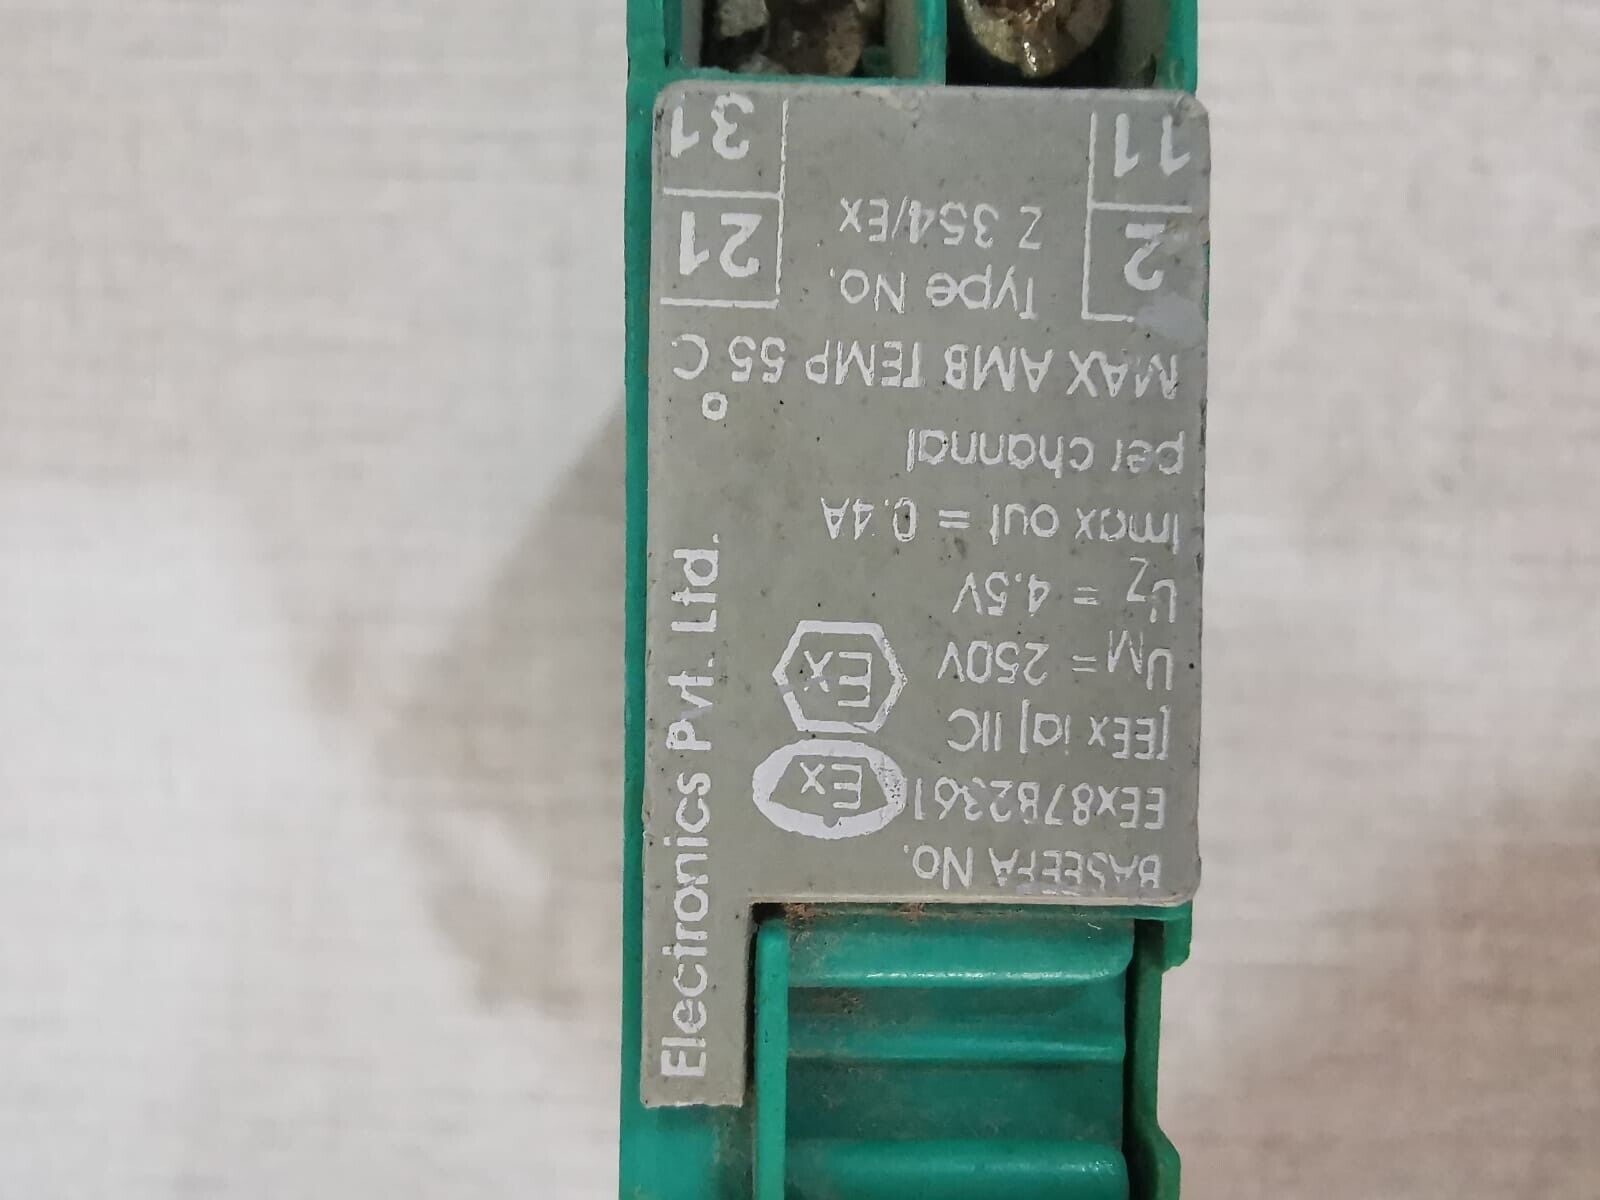 BASEEFA No.
EEx87B2361
[EEx ia] IIC
UM = 250V
UZ = 4.5V
Imax out = 0.4A
per channal
MAX AMB TEMP 55°C
Type No.
Z 354/Ex
2
11
21
31
Ex
Ex
Electronics Pvt. Ltd.